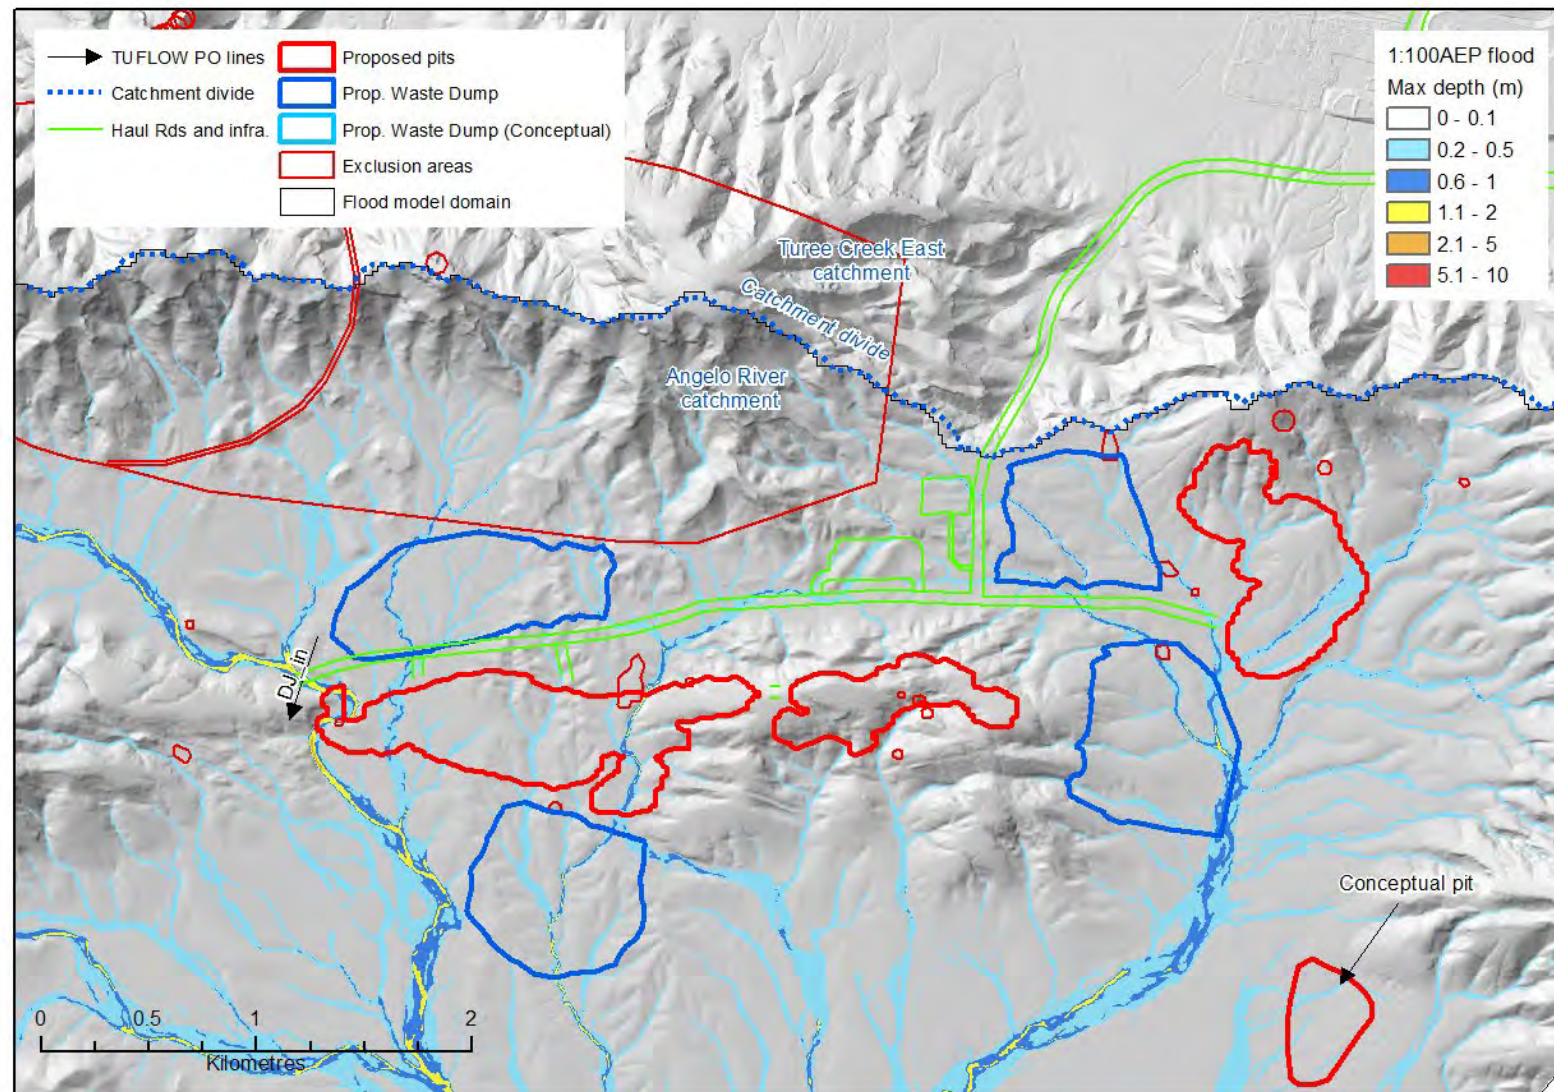 TUFLOW PO lines
Catchment divide
Haul Rds and infra.
Proposed pits
Prop. Waste Dump
Prop. Waste Dump (Conceptual)
Exclusion areas
Flood model domain
1:100AEP flood
Max depth (m)
0 - 0.1
0.2 - 0.5
0.6 - 1
1.1 - 2
2.1 - 5
5.1 - 10
Turee Creek East
catchment
Catchment divide
Angelo River
catchment
DJ_in
Conceptual pit
0 0.5 1 2
Kilometres